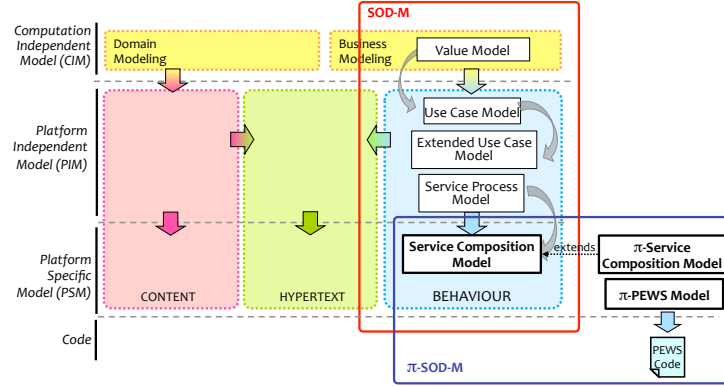 SOD-M
Computation
Independent
Model (CIM)
Domain
Modeling
Business
Modeling
Value Model
Platform
Independent
Model (PIM)
Use Case Model
Extended Use Case
Model
Service Process
Model
Platform
Specific
Model (PSM)
Service Composition
Model
extends
π-Service
Composition Model
π-PEWS Model
CONTENT
HYPERTEXT
BEHAVIOUR
Code
π-SOD-M
PEWS
Code